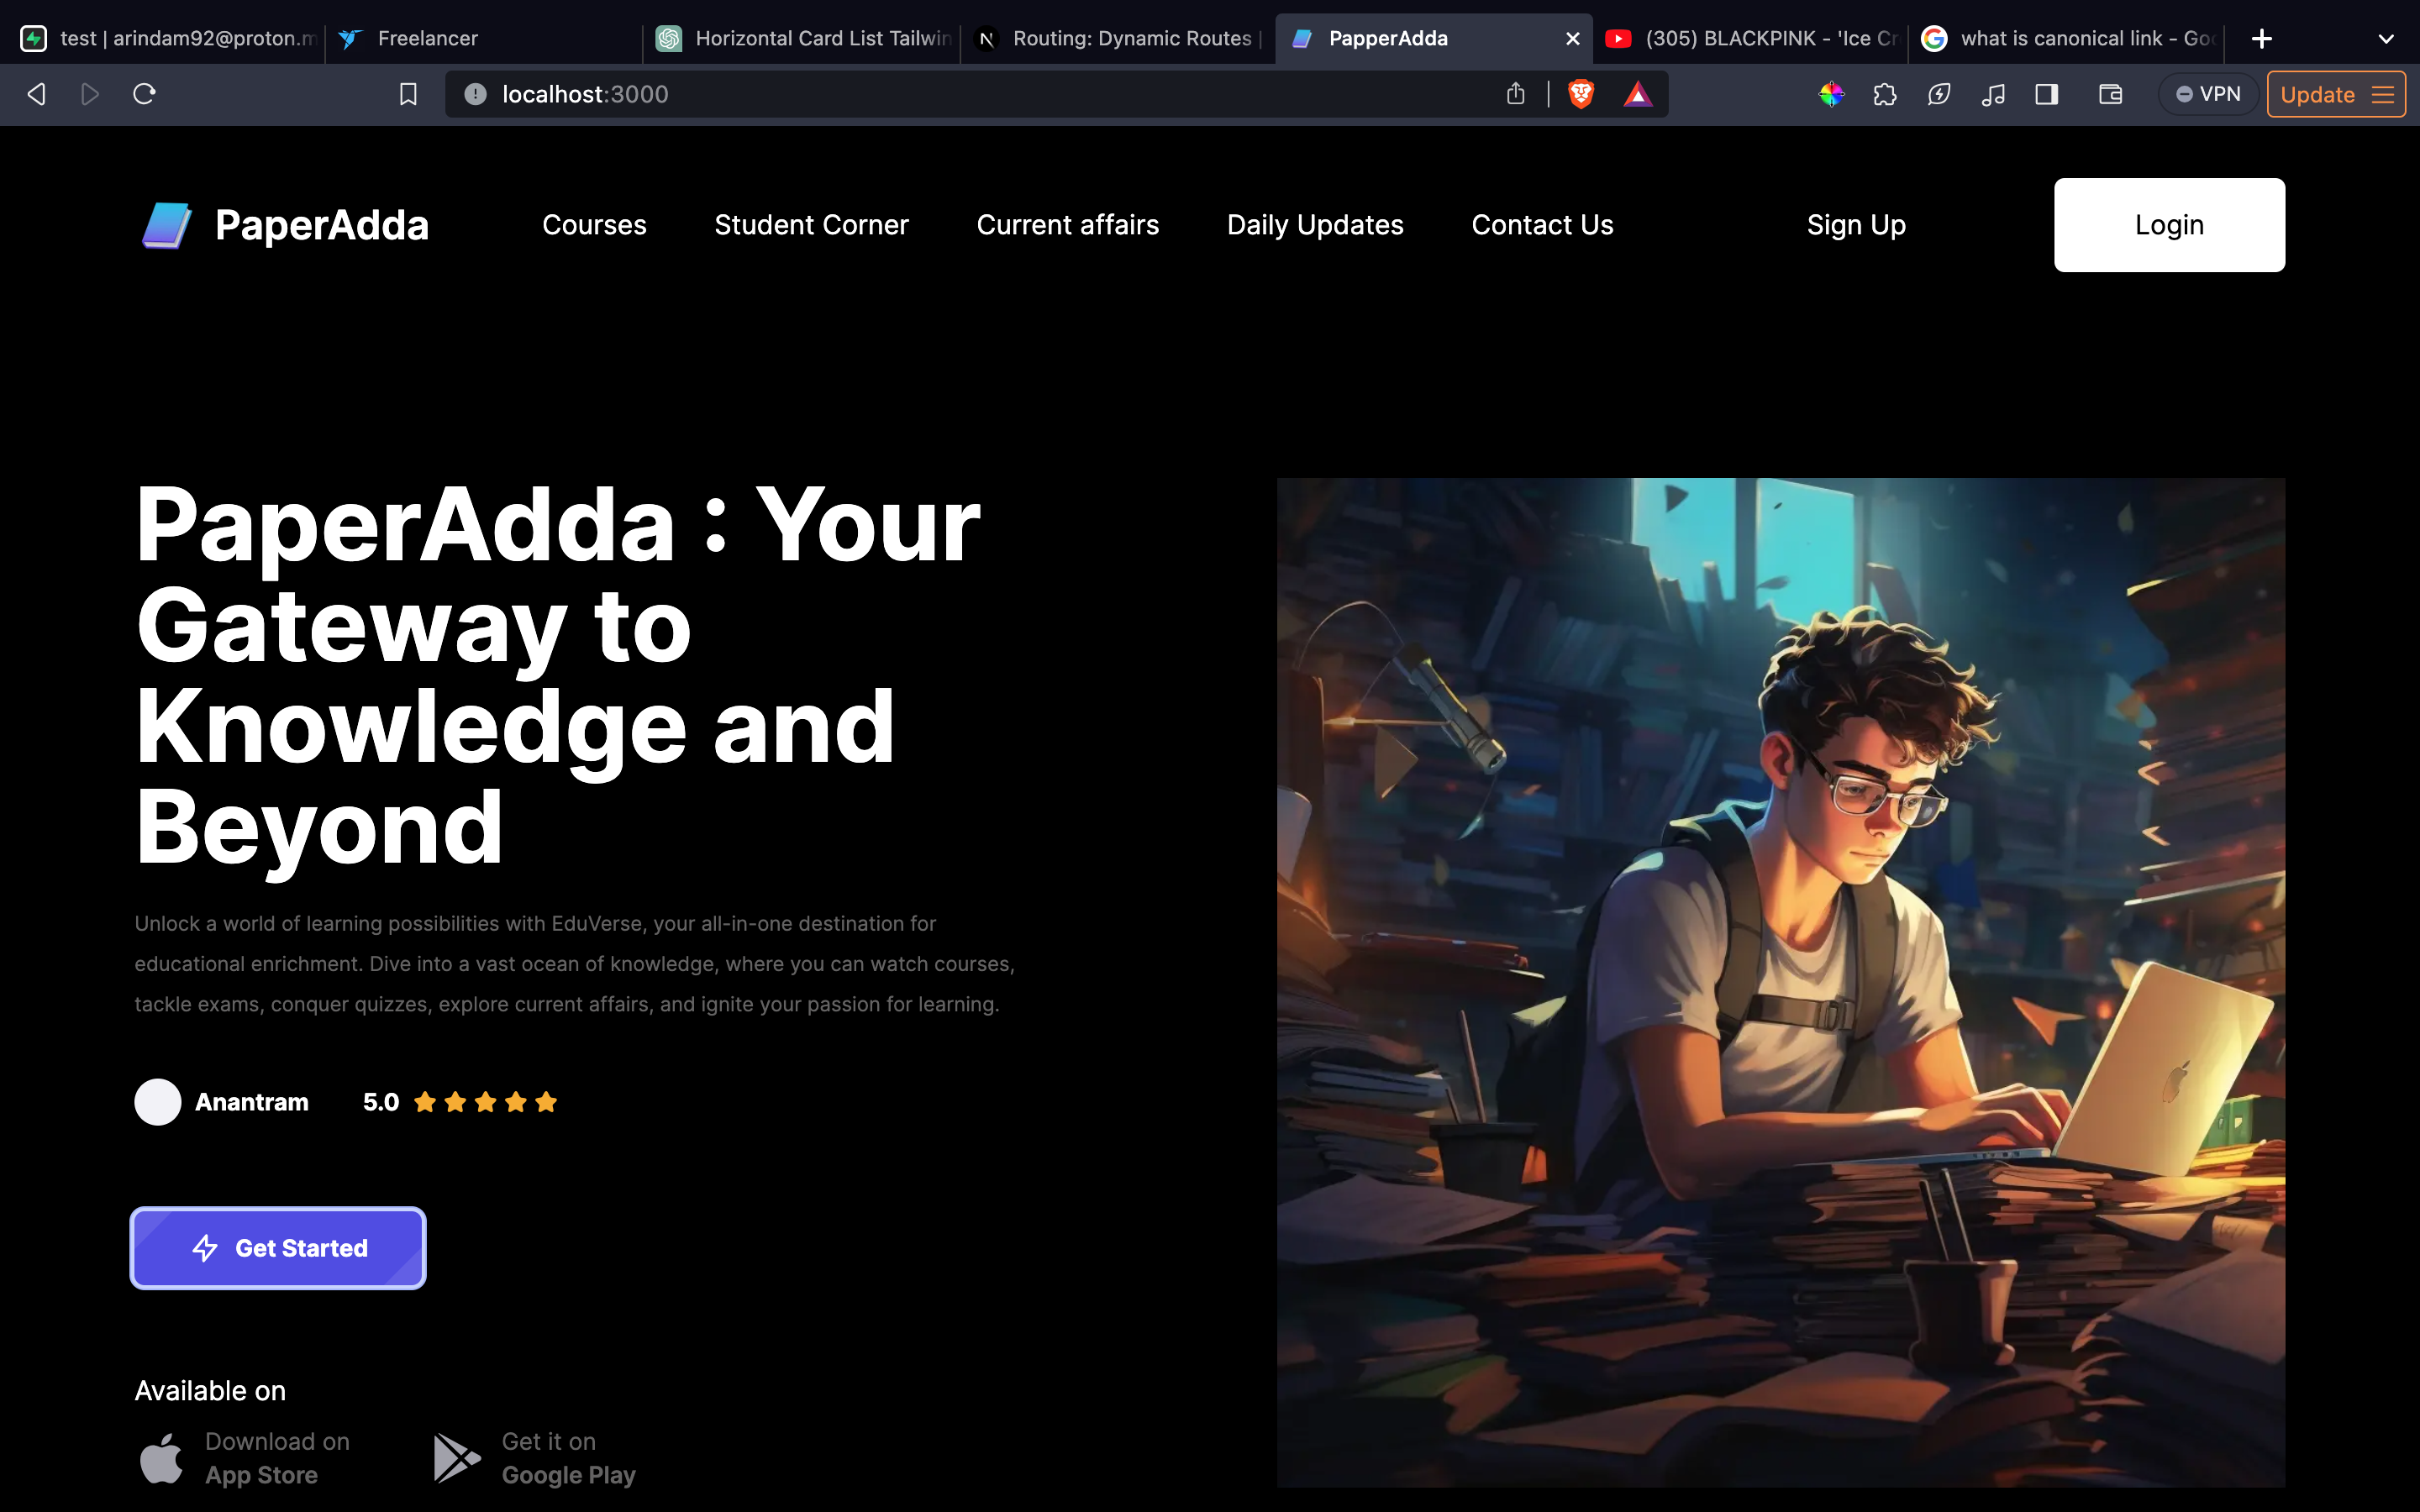 test | arindam92@proton.m
Freelancer
Horizontal Card List Tailwin
Routing: Dynamic Routes |
PapperAdda
(305) BLACKPINK - 'Ice Cr
what is canonical link - Goo
localhost:3000
VPN
Update
PaperAdda
Courses
Student Corner
Current affairs
Daily Updates
Contact Us
Sign Up
Login
PaperAdda : Your
Gateway to
Knowledge and
Beyond
Unlock a world of learning possibilities with EduVerse, your all-in-one destination for
educational enrichment. Dive into a vast ocean of knowledge, where you can watch courses,
tackle exams, conquer quizzes, explore current affairs, and ignite your passion for learning.
Anantram
5.0
Get Started
Available on
Download on
App Store
Get it on
Google Play